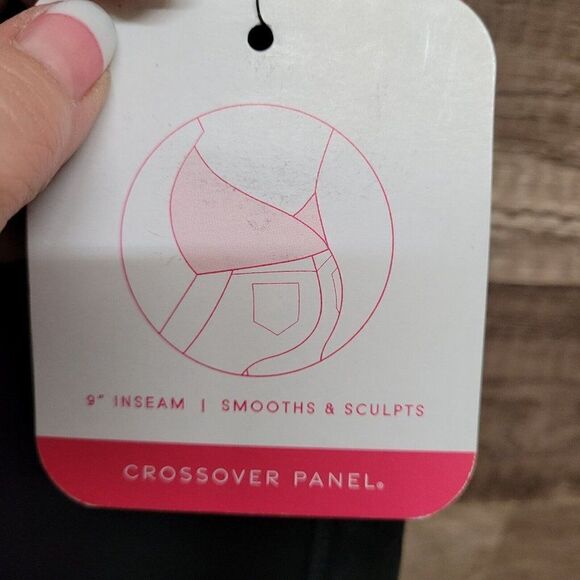 9" INSEAM | SMOOTHS & SCULPTS
CROSSOVER PANEL®